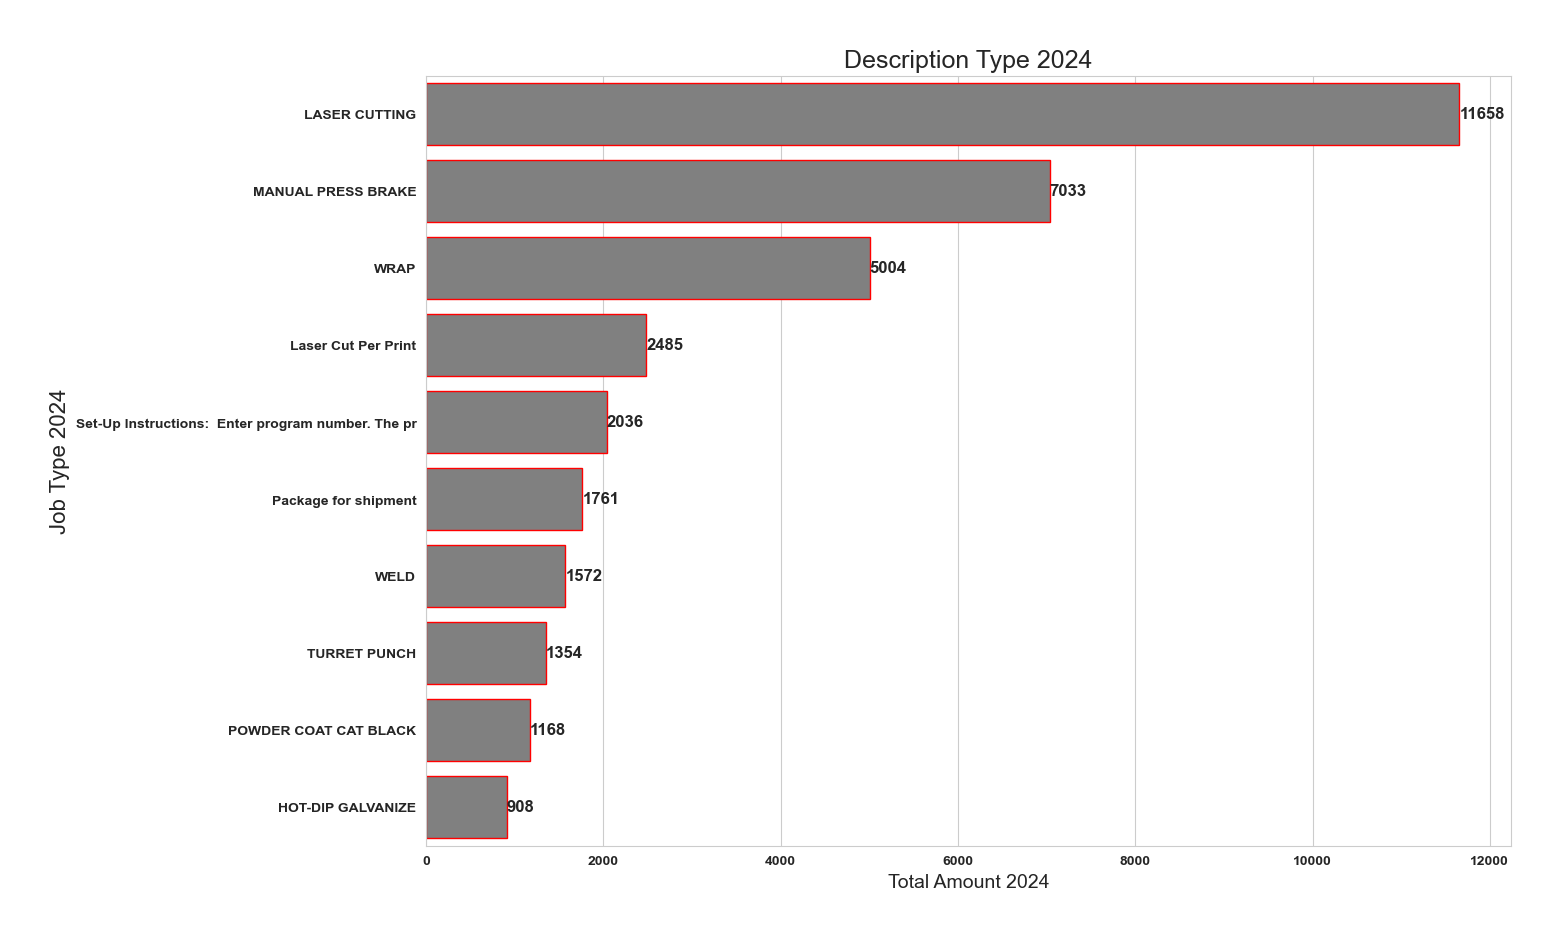 Description Type 2024
LASER CUTTING
11658
MANUAL PRESS BRAKE
7033
WRAP
5004
Laser Cut Per Print
2485
Set-Up Instructions:  Enter program number. The pr
2036
Package for shipment
1761
WELD
1572
TURRET PUNCH
1354
POWDER COAT CAT BLACK
1168
HOT-DIP GALVANIZE
908
Job Type 2024
0 2000 4000 6000 8000 10000 12000
Total Amount 2024